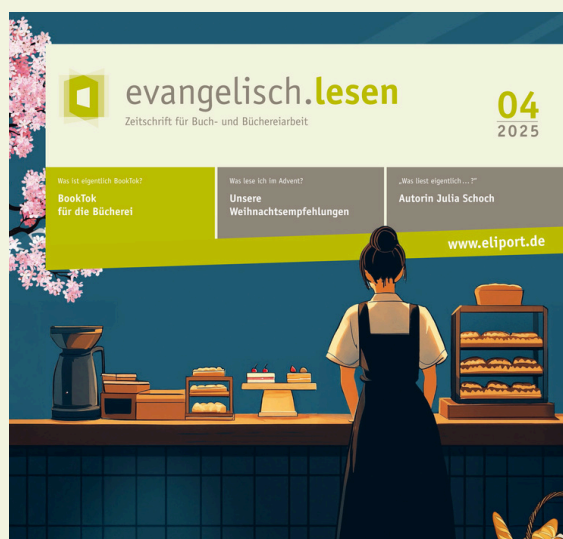 evangelisch.lesen
Zeitschrift für Buch- und Büchereiarbeit
04
2025
Was ist eigentlich BookTok?
BookTok
für die Bücherei
Was lese ich im Advent?
Unsere
Weihnachtsempfehlungen
„Was liest eigentlich ... ?“
Autorin Julia Schoch
www.eliport.de